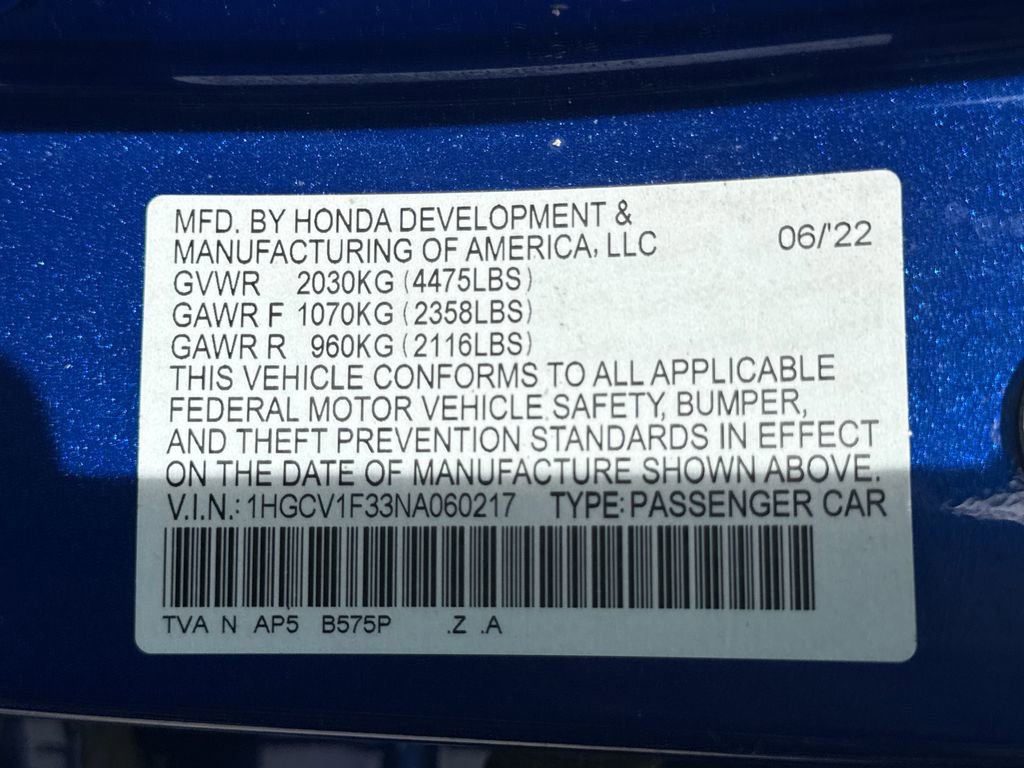 MFD. BY HONDA DEVELOPMENT &
MANUFACTURING OF AMERICA, LLC 06/'22
GVWR 2030KG (4475LBS)
GAWR F 1070KG (2358LBS)
GAWR R 960KG (2116LBS)
THIS VEHICLE CONFORMS TO ALL APPLICABLE
FEDERAL MOTOR VEHICLE SAFETY, BUMPER,
AND THEFT PREVENTION STANDARDS IN EFFECT
ON THE DATE OF MANUFACTURE SHOWN ABOVE.
V.I.N.: 1HGCV1F33NA060217 TYPE: PASSENGER CAR
TVA N AP5 B575P .Z .A